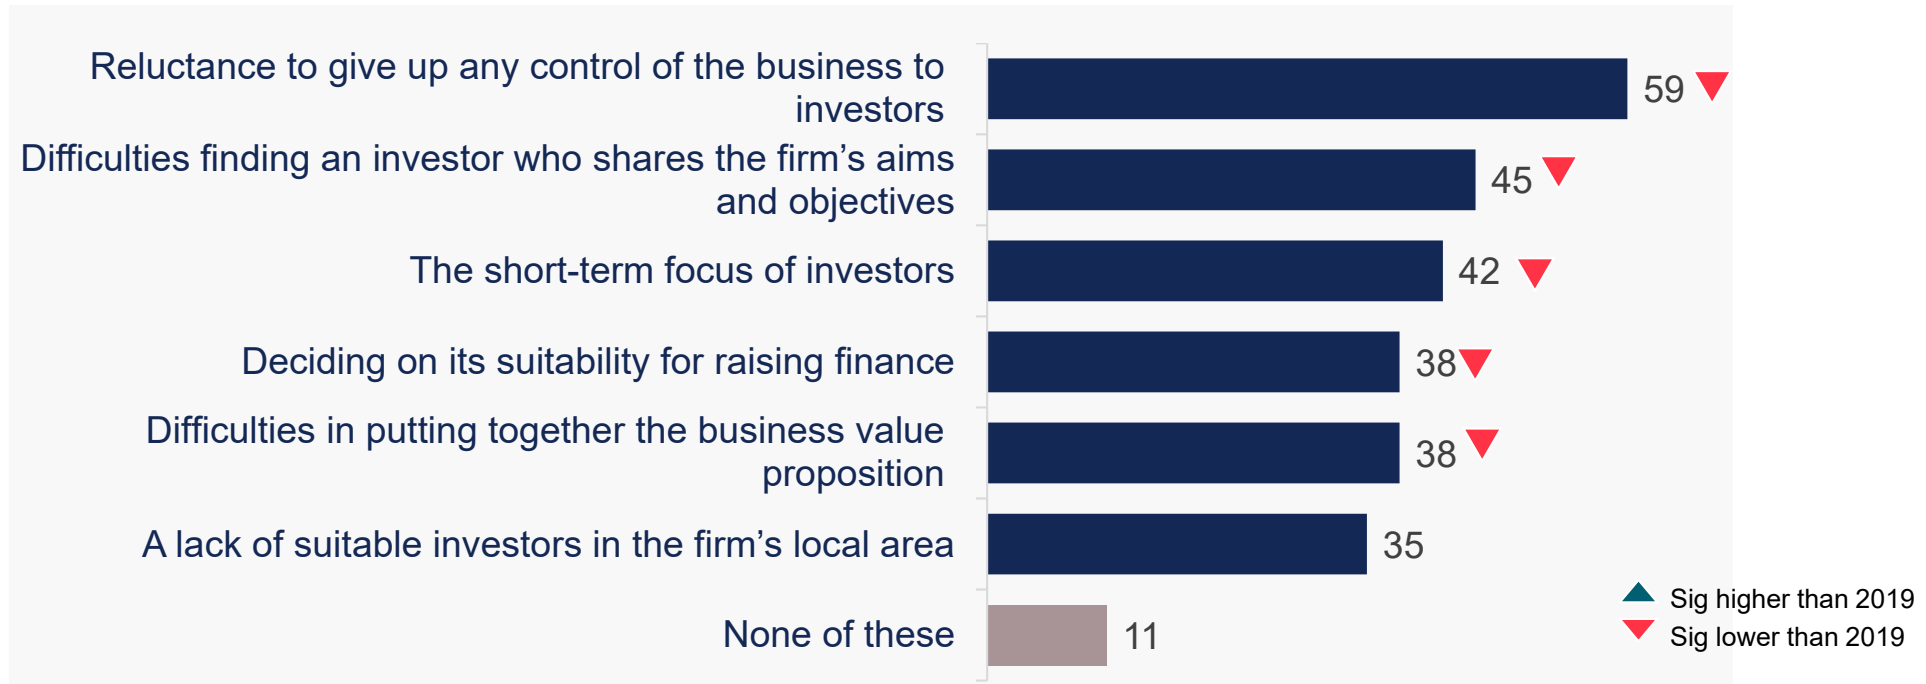 Reluctance to give up any control of the business to
investors
59
Difficulties finding an investor who shares the firm’s aims
and objectives
45
The short-term focus of investors
42
Deciding on its suitability for raising finance
38
Difficulties in putting together the business value
proposition
38
A lack of suitable investors in the firm’s local area
35
None of these
11
Sig higher than 2019
Sig lower than 2019